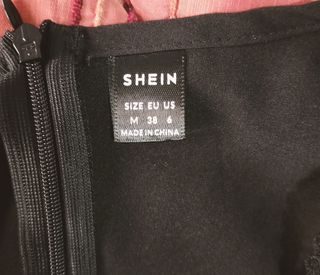 SHEIN
SIZE EU US
M 38 6
MADE IN CHINA